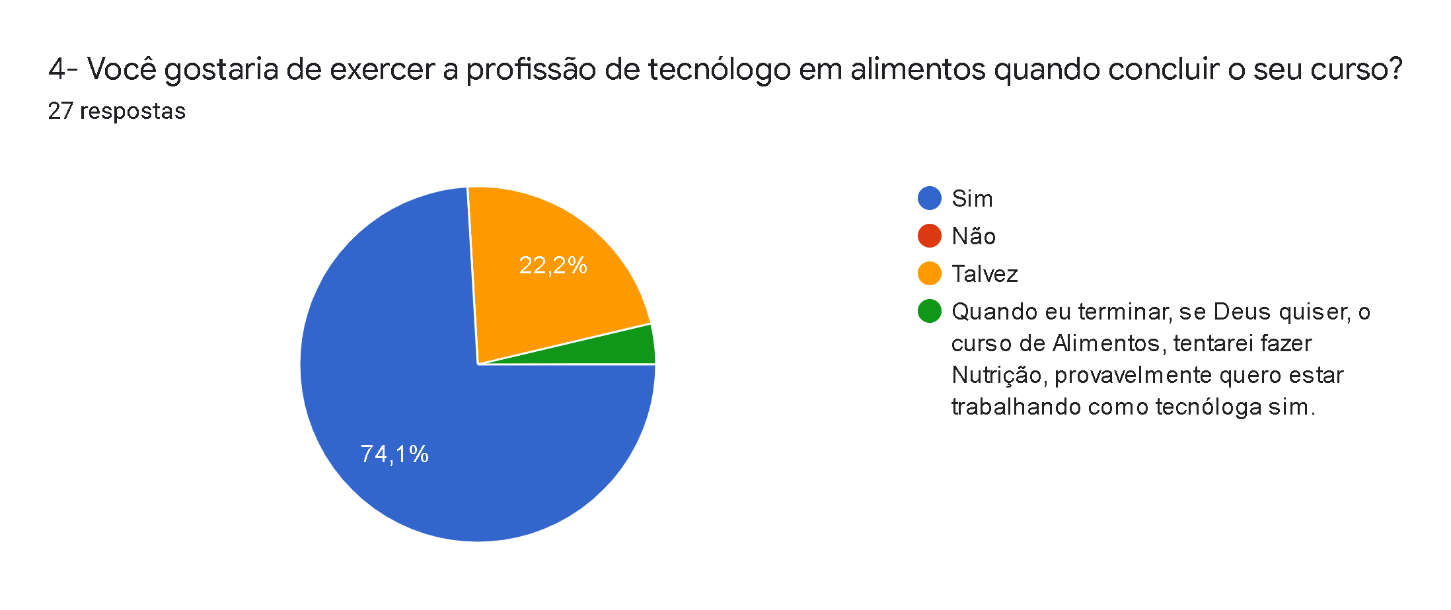 4- Você gostaria de exercer a profissão de tecnólogo em alimentos quando concluir o seu curso?
27 respostas
22,2%
74,1%
Sim
Não
Talvez
Quando eu terminar, se Deus quiser, o
curso de Alimentos, tentarei fazer
Nutrição, provavelmente quero estar
trabalhando como tecnóloga sim.